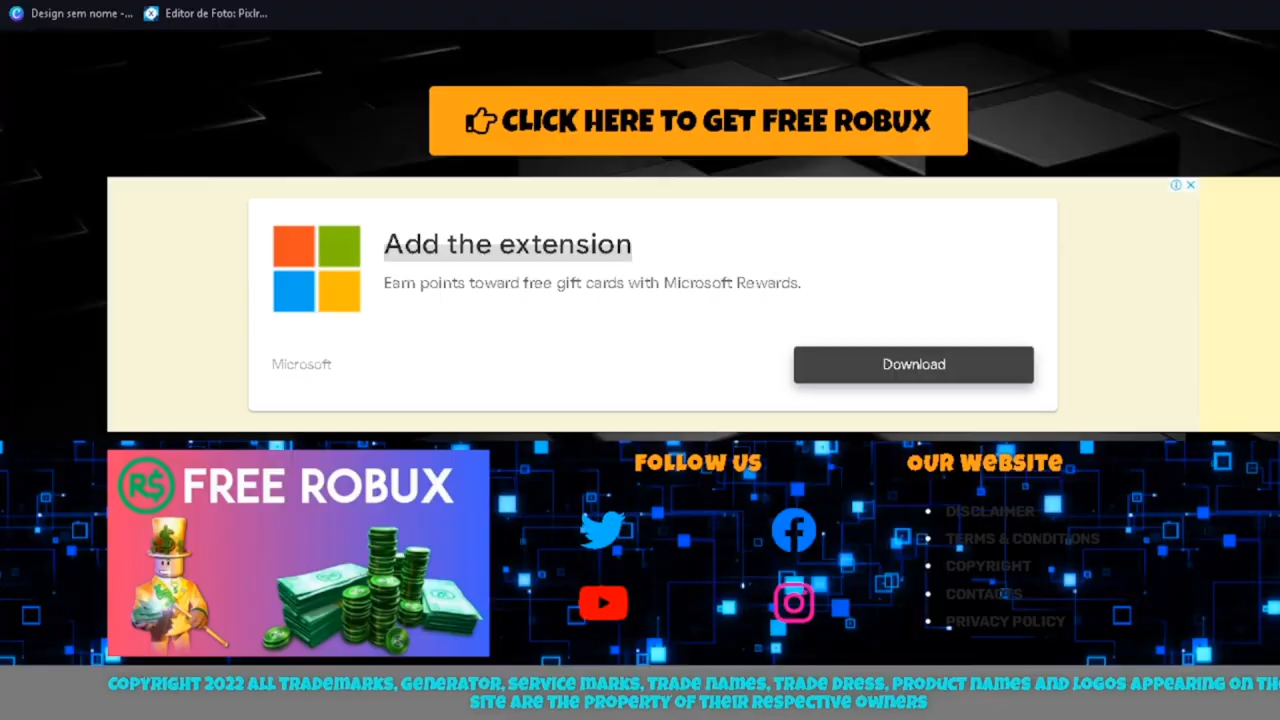 Design sem nome -...
Editor de Foto: Pixlr...
CLICK HERE TO GET FREE ROBUX
Add the extension
Earn points toward free gift cards with Microsoft Rewards.
Microsoft
Download
R$ FREE ROBUX
FOLLOW US
OUR WEBSITE
DISCLAIMER
TERMS & CONDITIONS
COPYRIGHT
CONTACTS
PRIVACY POLICY
COPYRIGHT 2022 ALL TRADEMARKS, GENERATOR, SERVICE MARKS, TRADE NAMES, TRADE DRESS, PRODUCT NAMES AND LOGOS APPEARING ON THE
SITE ARE THE PROPERTY OF THEIR RESPECTIVE OWNERS